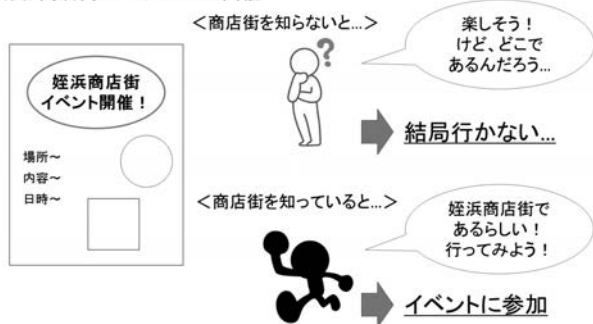 姪浜商店街
イベント開催！
場所～
内容～
日時～
＜商店街を知らないと…＞
？
楽しそう！
けど、どこで
あるんだろう…
結局行かない…
＜商店街を知っていると…＞
姪浜商店街で
あるらしい！
行ってみよう！
イベントに参加